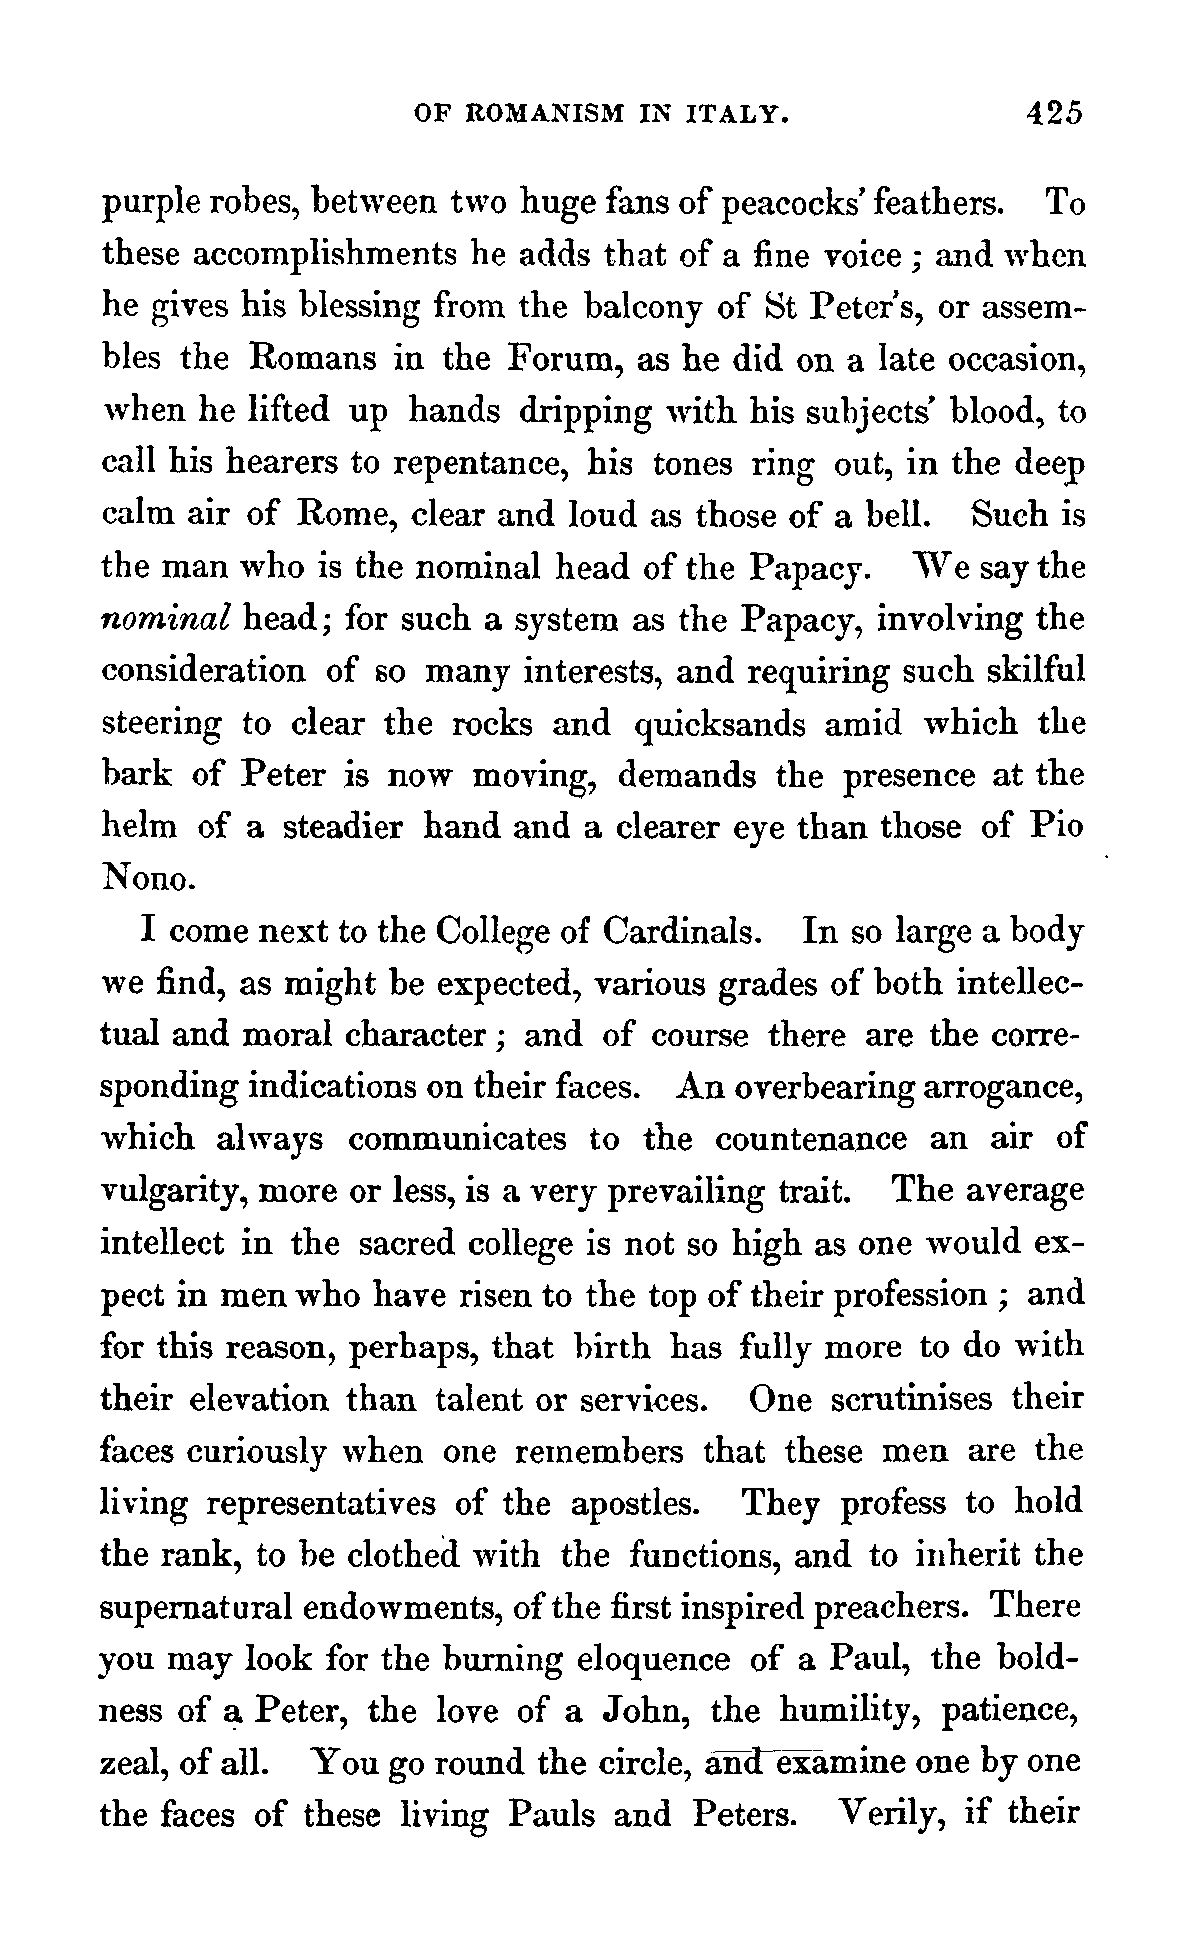 OF ROMANISM IN ITALY. 425
purple robes, between two huge fans of peacocks' feathers. To
these accomplishments he adds that of a fine voice ; and when
he gives his blessing from the balcony of St Peter's, or assem-
bles the Romans in the Forum, as he did on a late occasion,
when he lifted up hands dripping with his subjects' blood, to
call his hearers to repentance, his tones ring out, in the deep
calm air of Rome, clear and loud as those of a bell. Such is
the man who is the nominal head of the Papacy. We say the
nominal head; for such a system as the Papacy, involving the
consideration of so many interests, and requiring such skilful
steering to clear the rocks and quicksands amid which the
bark of Peter is now moving, demands the presence at the
helm of a steadier hand and a clearer eye than those of Pio
Nono.
I come next to the College of Cardinals. In so large a body
we find, as might be expected, various grades of both intellec-
tual and moral character ; and of course there are the corre-
sponding indications on their faces. An overbearing arrogance,
which always communicates to the countenance an air of
vulgarity, more or less, is a very prevailing trait. The average
intellect in the sacred college is not so high as one would ex-
pect in men who have risen to the top of their profession ; and
for this reason, perhaps, that birth has fully more to do with
their elevation than talent or services. One scrutinises their
faces curiously when one remembers that these men are the
living representatives of the apostles. They profess to hold
the rank, to be clothed with the functions, and to inherit the
supernatural endowments, of the first inspired preachers. There
you may look for the burning eloquence of a Paul, the bold-
ness of a Peter, the love of a John, the humility, patience,
zeal, of all. You go round the circle, and examine one by one
the faces of these living Pauls and Peters. Verily, if their